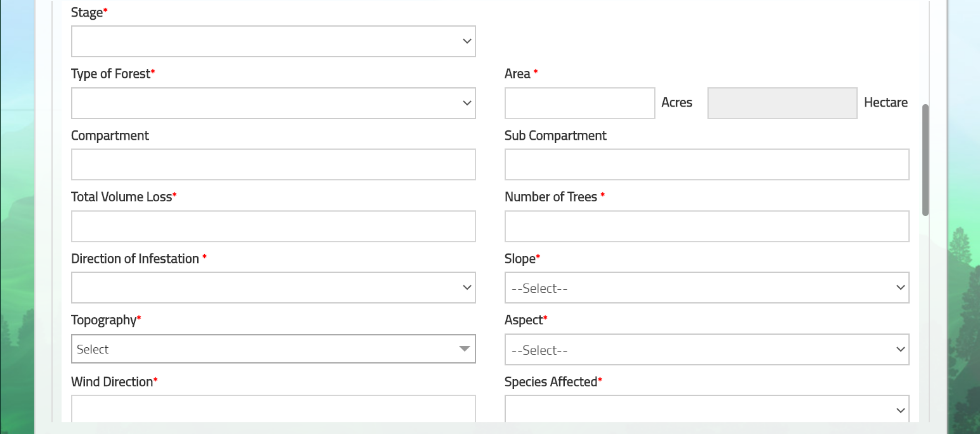 Stage*
Type of Forest*
Area *
Acres
Hectare
Compartment
Sub Compartment
Total Volume Loss*
Number of Trees *
Direction of Infestation *
Slope*
--Select--
Topography*
Aspect*
Select
--Select--
Wind Direction*
Species Affected*